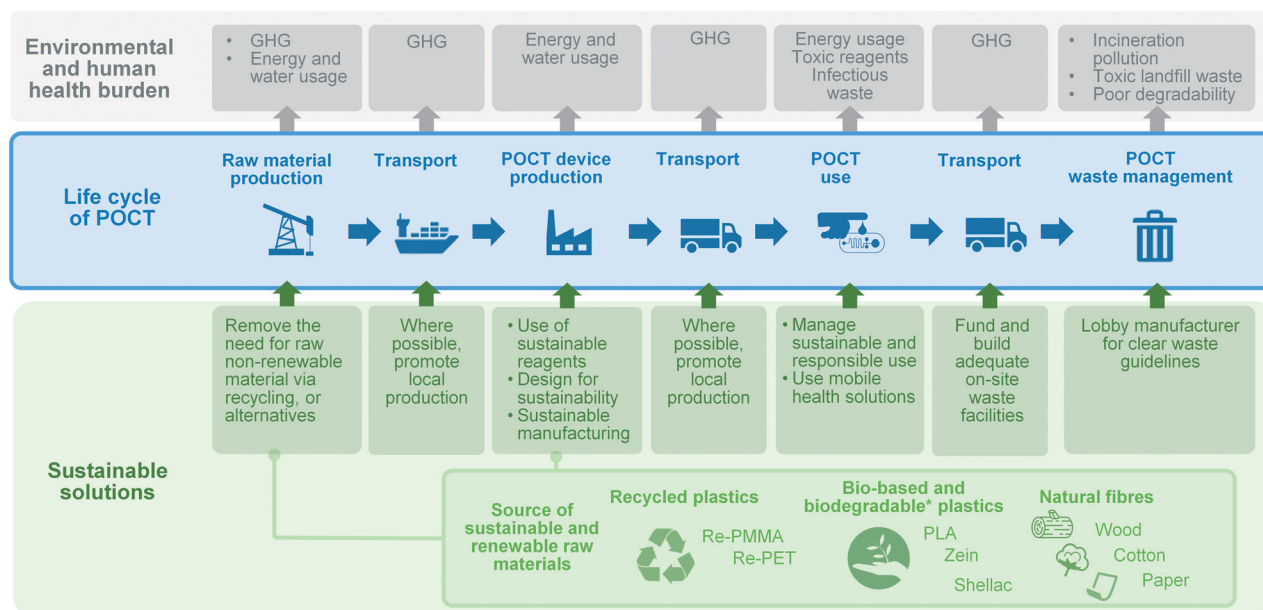 Environmental
and human
health burden
• GHG
• Energy and
water usage
GHG
Energy and
water usage
GHG
Energy usage
Toxic reagents
Infectious
waste
GHG
• Incineration
pollution
• Toxic landfill waste
• Poor degradability
Life cycle
of POCT
Raw material
production
Transport
POCT device
production
Transport
POCT
use
Transport
POCT
waste management
Sustainable
solutions
Remove the
need for raw
non-renewable
material via
recycling, or
alternatives
Where
possible,
promote
local
production
• Use of
sustainable
reagents
• Design for
sustainability
• Sustainable
manufacturing
Where
possible,
promote
local
production
• Manage
sustainable and
responsible use
• Use mobile
health solutions
Fund and
build
adequate
on-site
waste
facilities
Lobby manufacturer
for clear waste
guidelines
Source of
sustainable and
renewable raw
materials
Recycled plastics
Re-PMMA
Re-PET
Bio-based and
biodegradable* plastics
PLA
Zein
Shellac
Natural fibres
Wood
Cotton
Paper